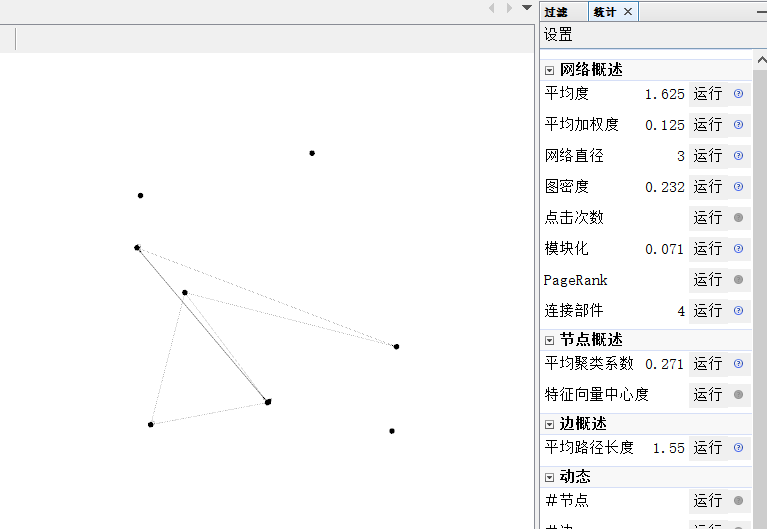 过滤 统计 ×
设置
网络概述
平均度 1.625 运行
平均加权度 0.125 运行
网络直径 3 运行
图密度 0.232 运行
点击次数 运行
模块化 0.071 运行
PageRank 运行
连接部件 4 运行
节点概述
平均聚类系数 0.271 运行
特征向量中心度 运行
边概述
平均路径长度 1.55 运行
动态
#节点 运行